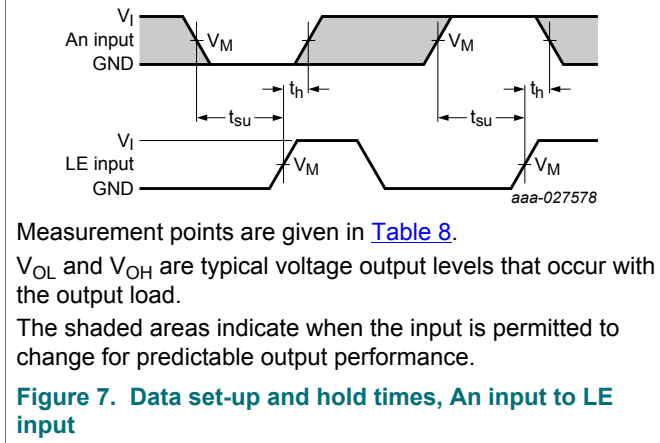 VI
An input
VM
VM
GND
th
th
tsu
tsu
VI
LE input
VM
VM
GND
aaa-027578
Measurement points are given in Table 8.
VOL and VOH are typical voltage output levels that occur with
the output load.
The shaded areas indicate when the input is permitted to
change for predictable output performance.
Figure 7. Data set-up and hold times, An input to LE
input